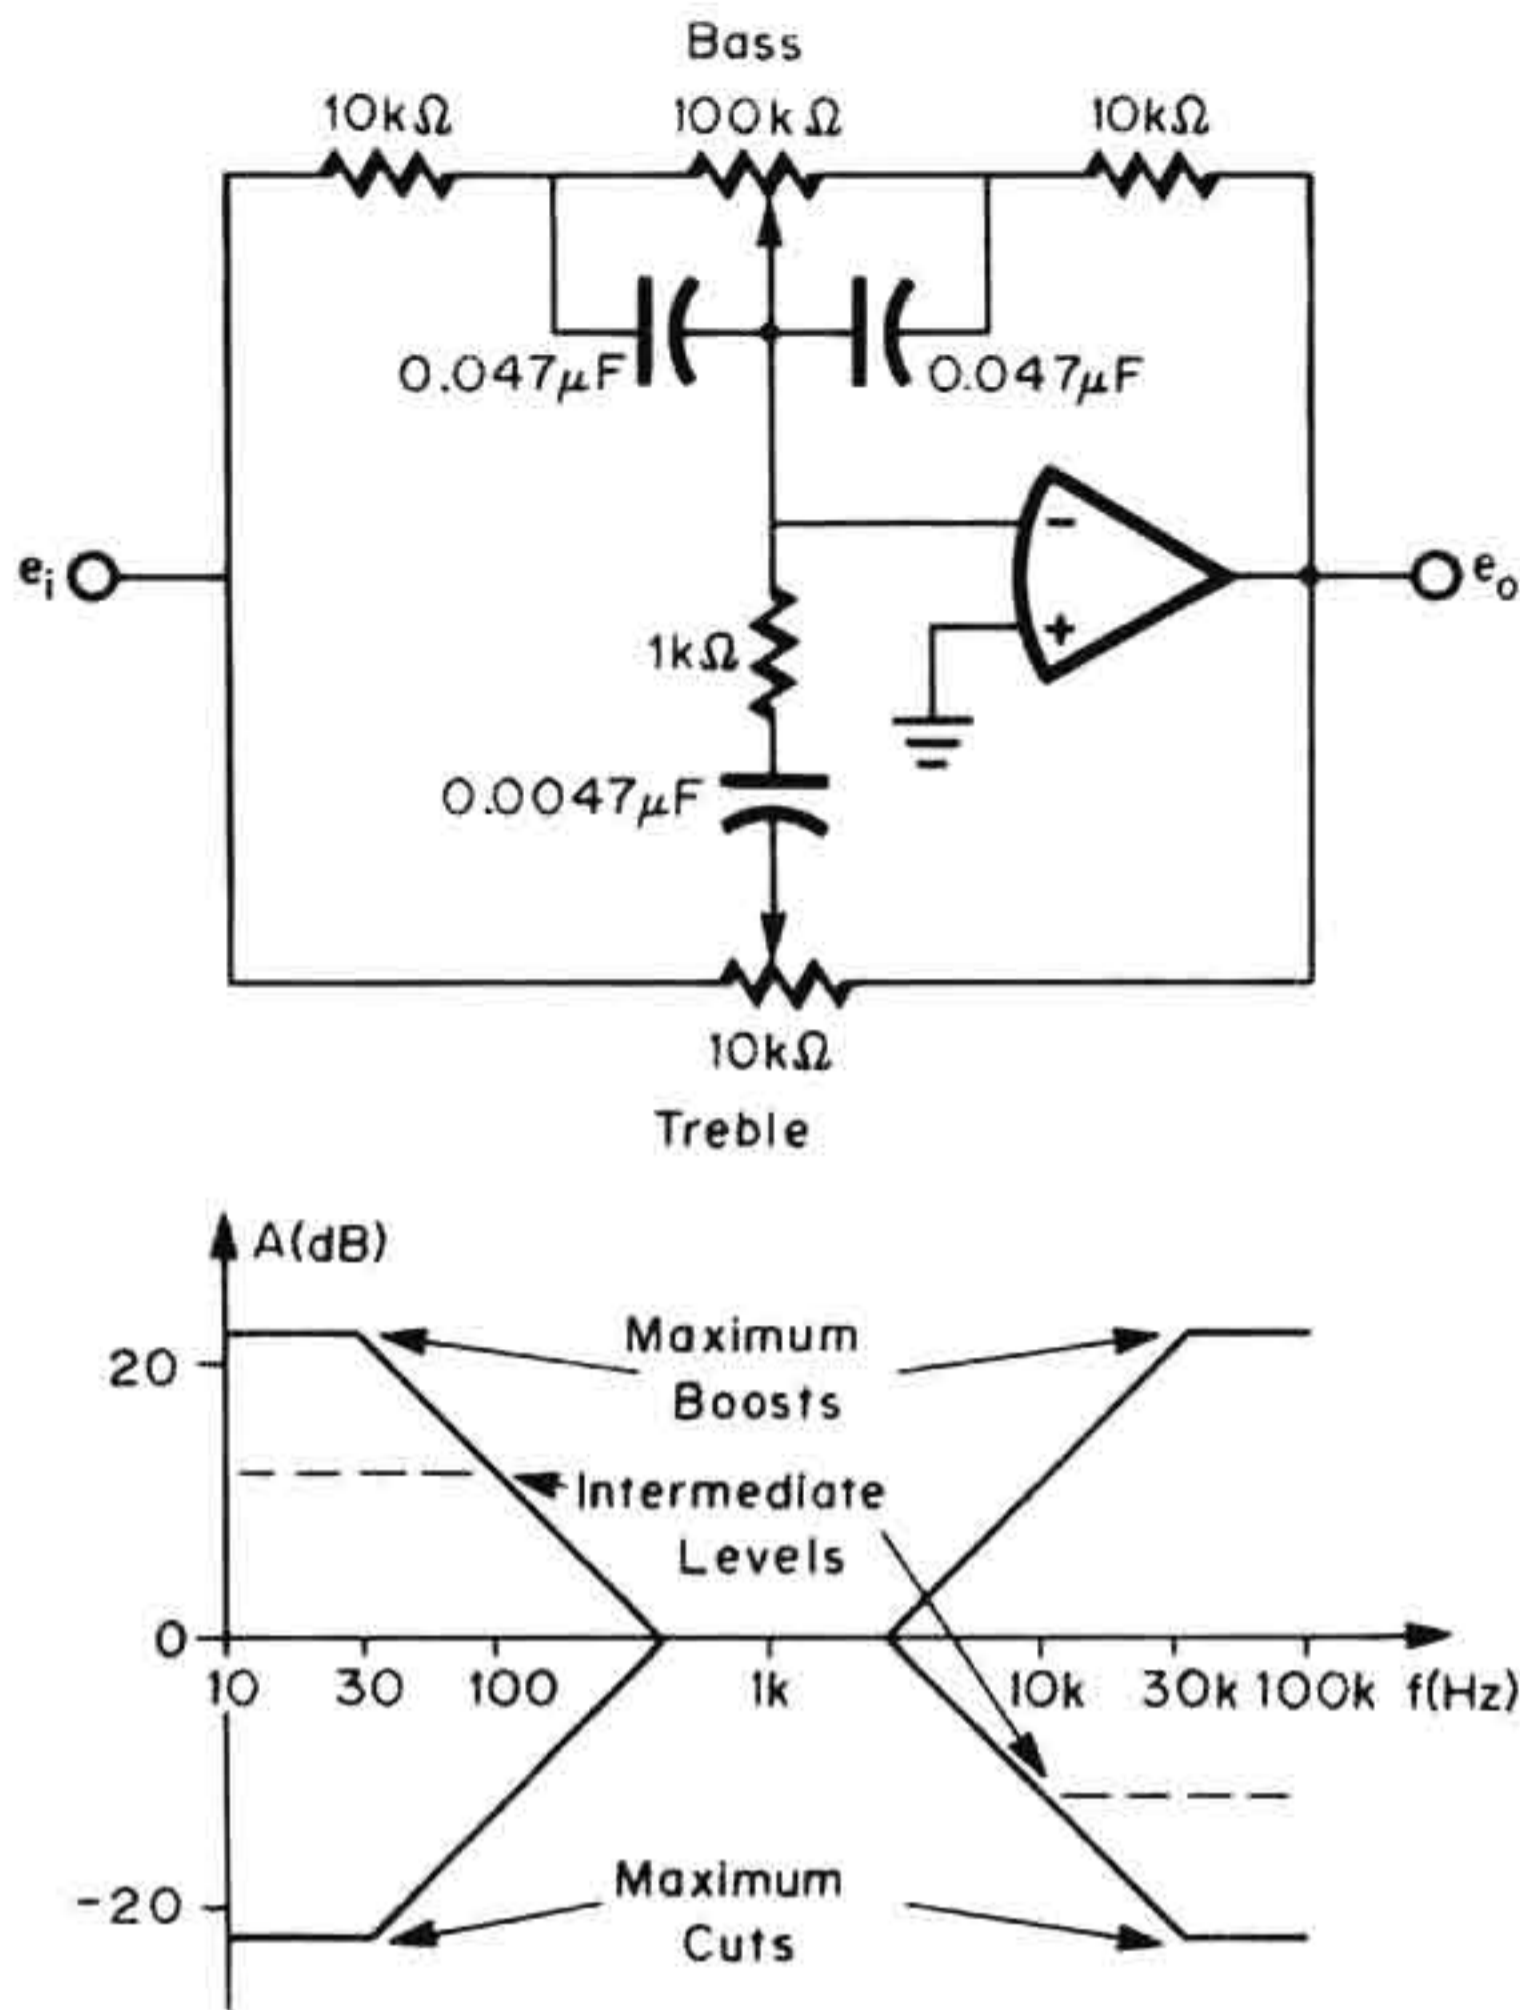 Bass
10kΩ 100kΩ 10kΩ
0.047μF 0.047μF
-
ei eo
+
1kΩ
0.0047μF
10kΩ
Treble
A(dB)
Maximum
20
Boosts
Intermediate
Levels
0
10 30 100 1k 10k 30k 100k f(Hz)
Maximum
-20
Cuts